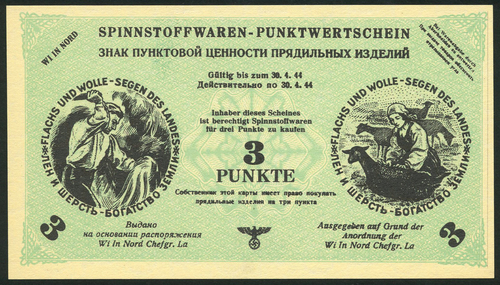 WI IN NORD
SPINNSTOFFWAREN-PUNKTWERTSCHEIN
ЗНАК ПУНКТОВОЙ ЦЕННОСТИ ПРЯДИЛЬНЫХ ИЗДЕЛИЙ
Gültig bis zum 30. 4. 44
Действительно по 30. 4. 44
FLACHS UND WOLLE-SEGEN DES LANDES
ЛЕН И ШЕРСТЬ-БОГАТСТВО ЗЕМЛИ
Inhaber dieses Scheines
ist berechtigt Spinnstoffwaren
für drei Punkte zu kaufen
3
PUNKTE
Собственник этой карты имеет право покупать
прядильные изделия на три пункта
FLACHS UND WOLLE-SEGEN DES LANDES
ЛЕН И ШЕРСТЬ-БОГАТСТВО ЗЕМЛИ
3
3
Выдано
на основании распоряжения
Wi In Nord Chefgr. La
Ausgegeben auf Grund der
Anordnung der
Wi In Nord Chefgr. La